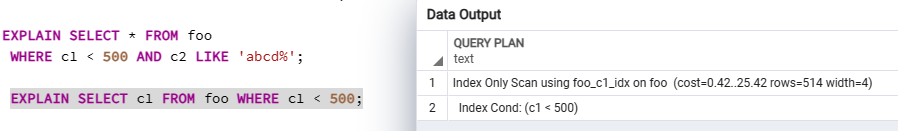 EXPLAIN SELECT * FROM foo
WHERE c1 < 500 AND c2 LIKE 'abcd%';
EXPLAIN SELECT c1 FROM foo WHERE c1 < 500;
Data Output
QUERY PLAN
text
1 Index Only Scan using foo_c1_idx on foo (cost=0.42..25.42 rows=514 width=4)
2 Index Cond: (c1 < 500)